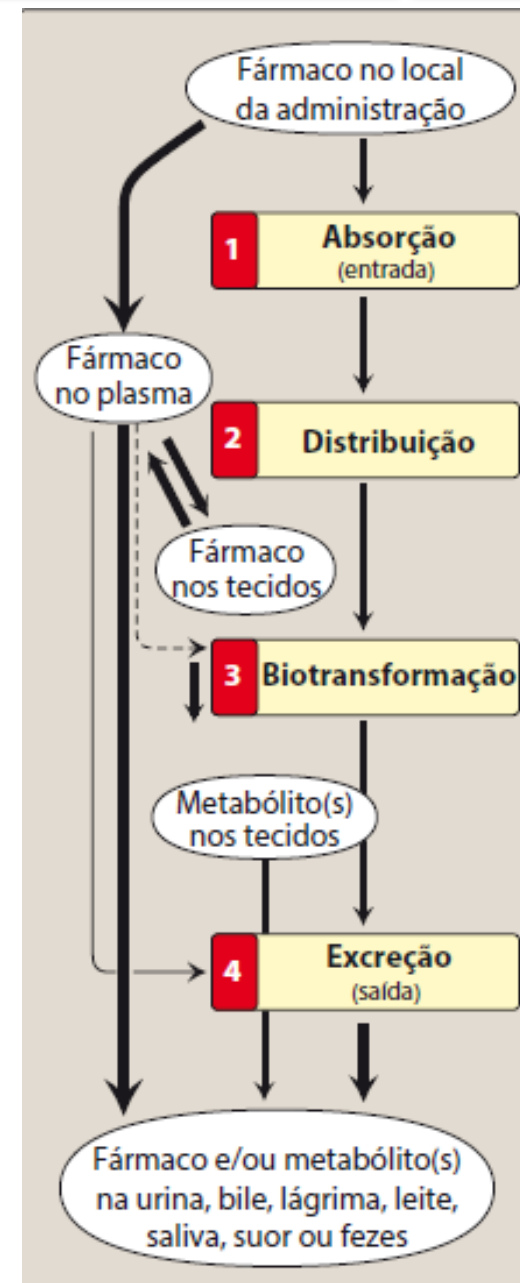 Fármaco no local
da administração
1
Absorção
(entrada)
Fármaco
no plasma
2
Distribuição
Fármaco
nos tecidos
3
Biotransformação
Metabólito(s)
nos tecidos
4
Excreção
(saída)
Fármaco e/ou metabólito(s)
na urina, bile, lágrima, leite,
saliva, suor ou fezes